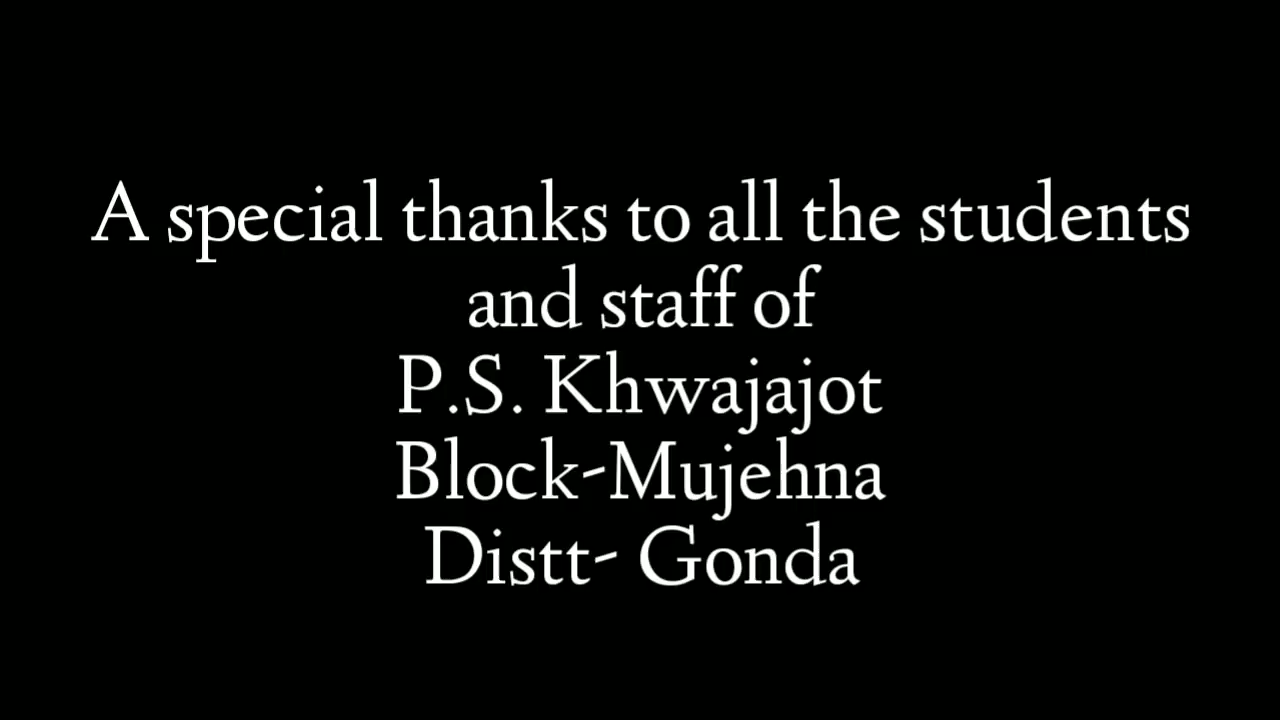 A special thanks to all the students
and staff of
P.S. Khwajajot
Block-Mujehna
Distt- Gonda